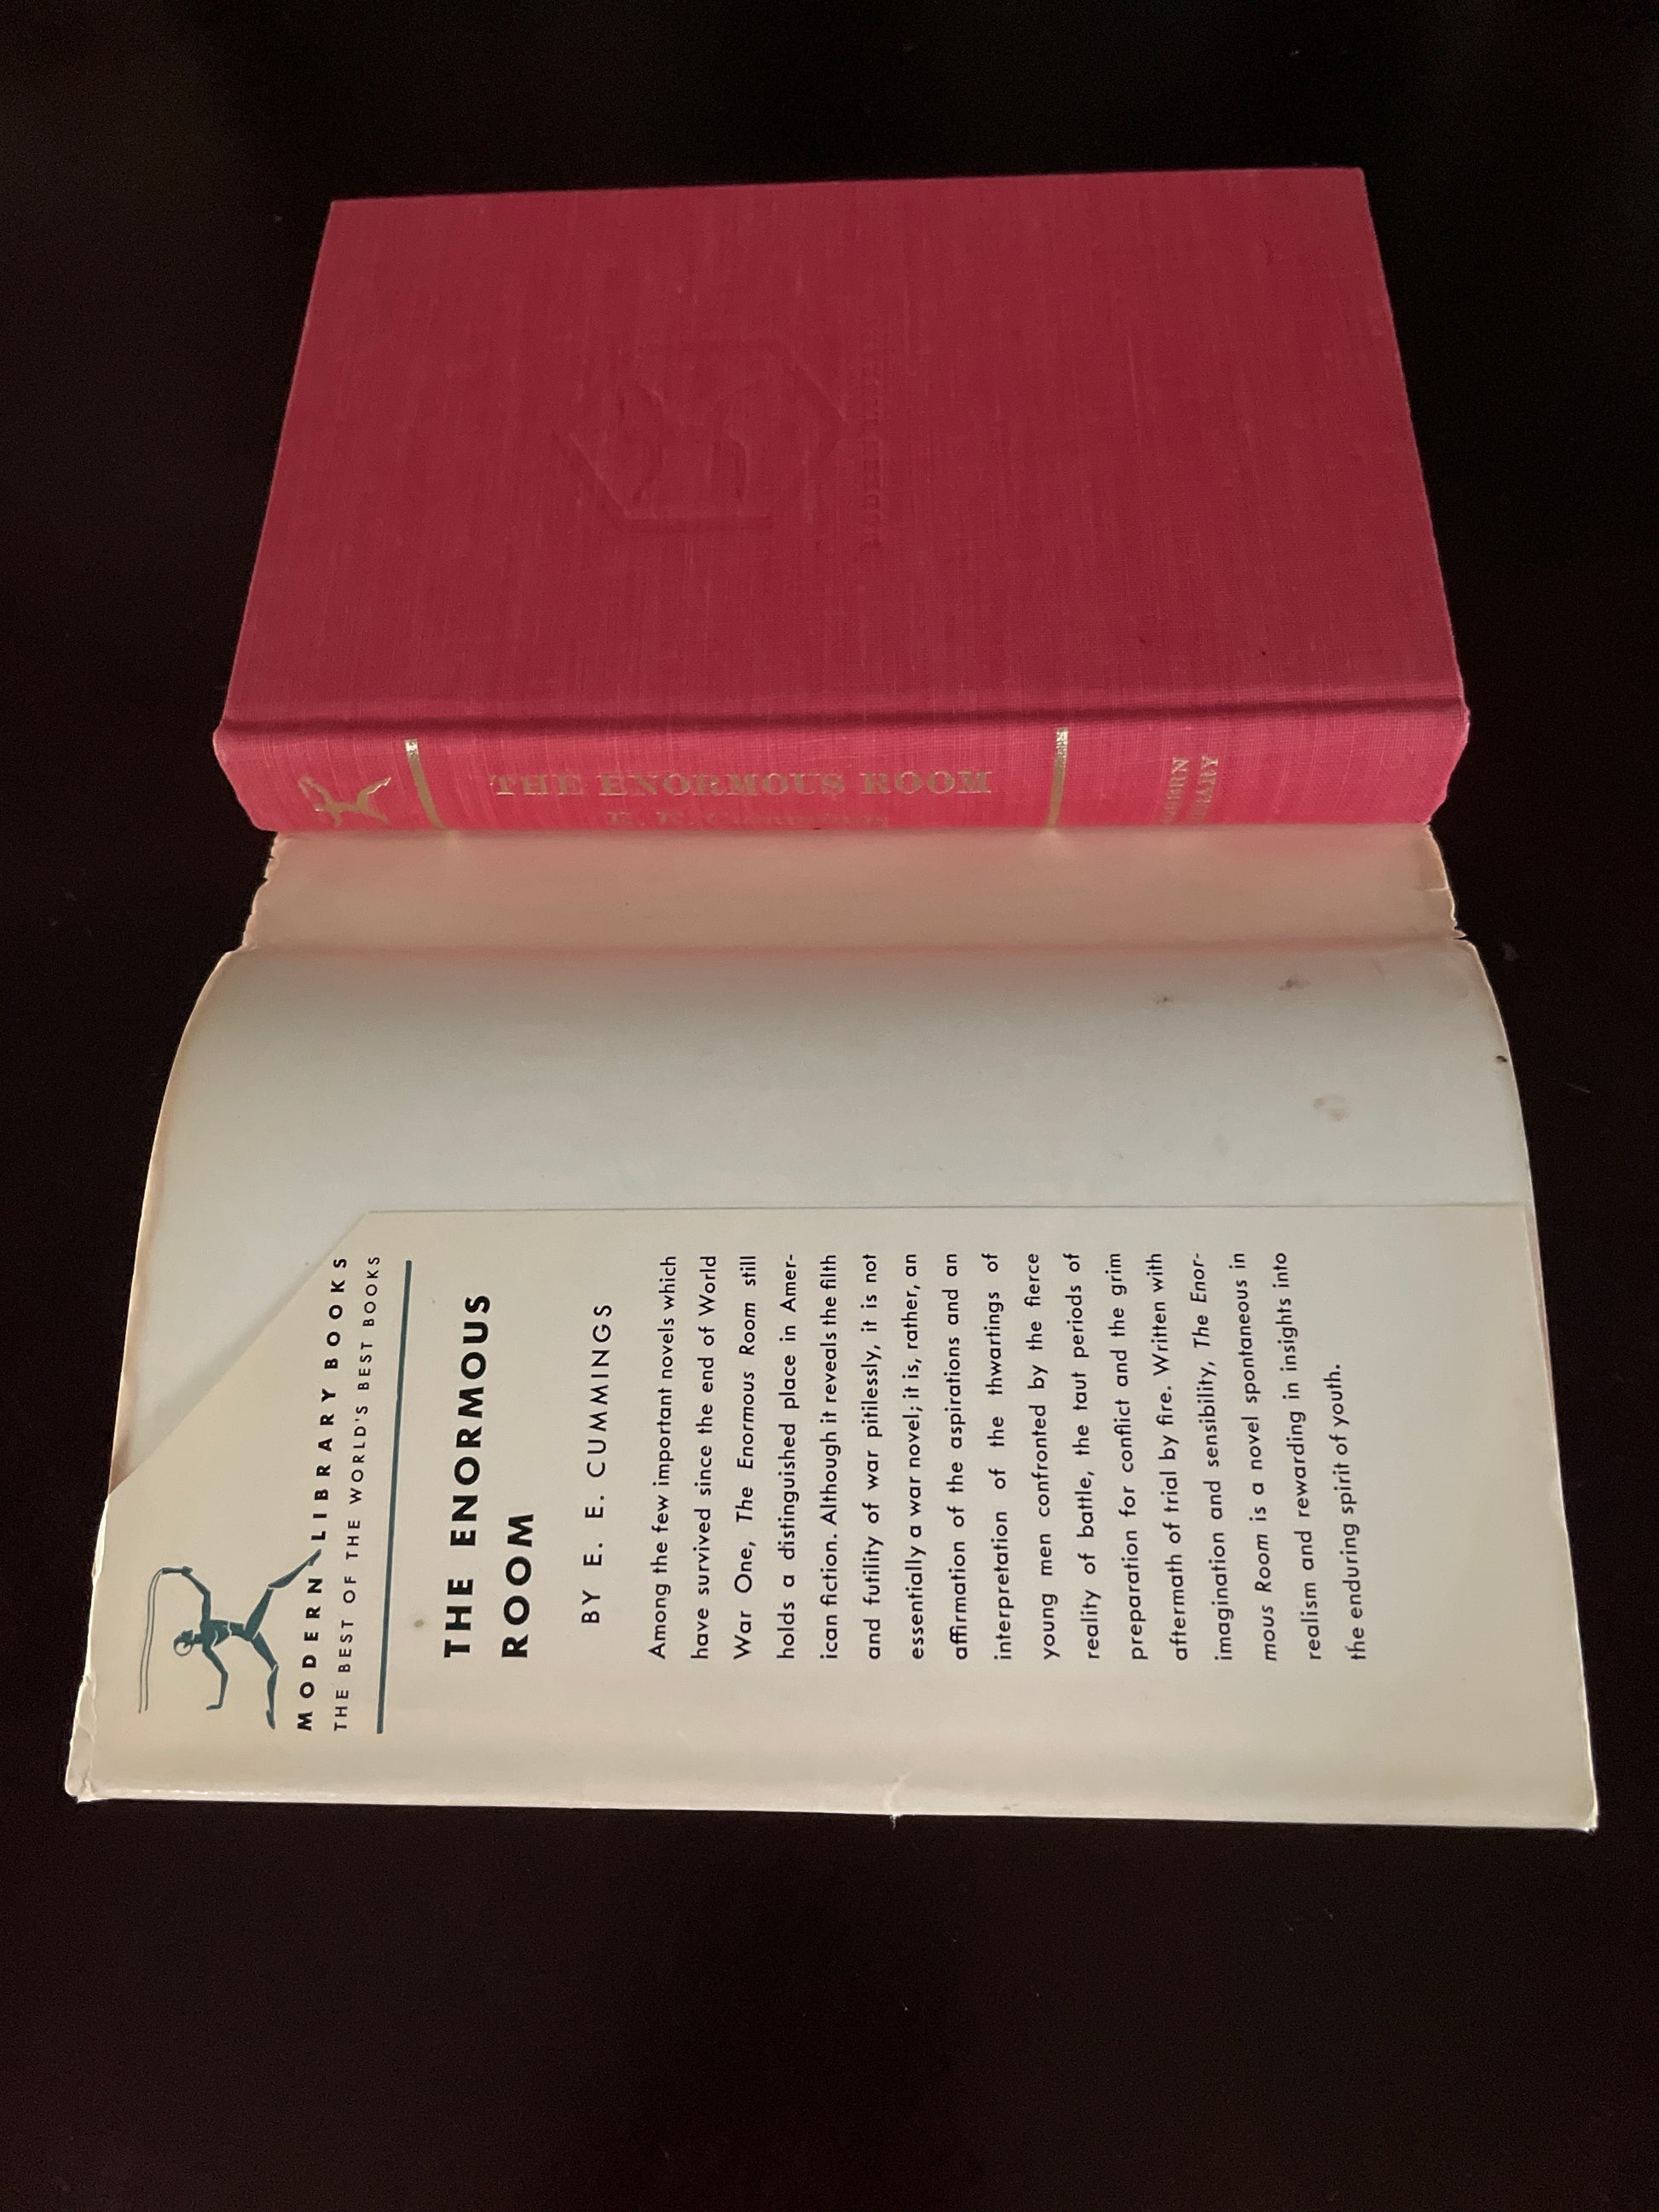 THE ENORMOUS ROOM
E. E. Cummings
MODERN LIBRARY BOOKS
THE BEST OF THE WORLD'S BEST BOOKS
THE ENORMOUS
ROOM
BY E. E. CUMMINGS
Among the few important novels which
have survived since the end of World
War One, The Enormous Room still
holds a distinguished place in Amer-
ican fiction. Although it reveals the filth
and futility of war pitilessly, it is not
essentially a war novel; it is, rather, an
affirmation of the aspirations and an
interpretation of the thwartings of
young men confronted by the fierce
reality of battle, the taut periods of
preparation for conflict and the grim
aftermath of trial by fire. Written with
imagination and sensibility, The Enor-
mous Room is a novel spontaneous in
realism and rewarding in insights into
the enduring spirit of youth.